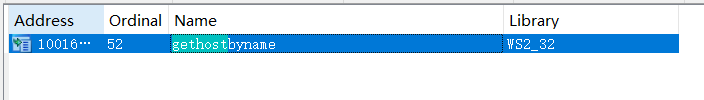 Address Ordinal Name Library
10016⋯ 52 gethostbyname WS2_32